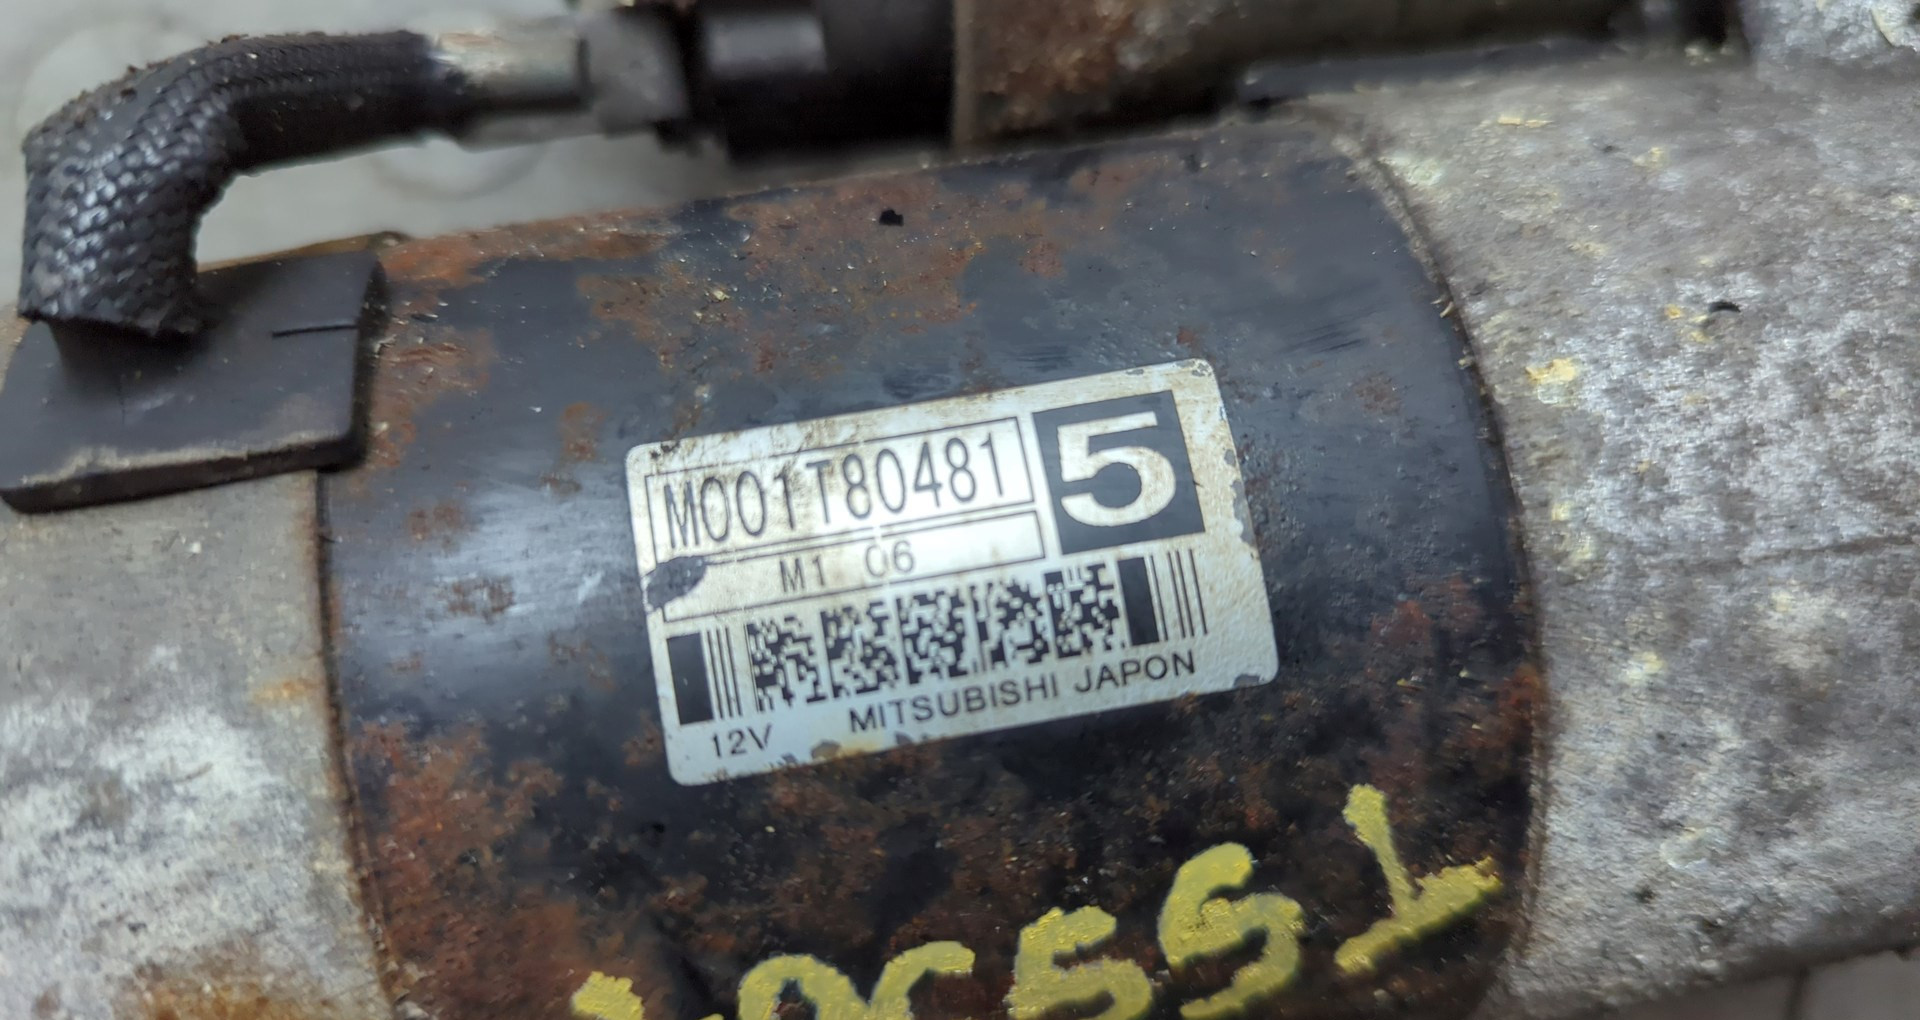 M001T80481
5
M1 06
12V MITSUBISHI JAPON